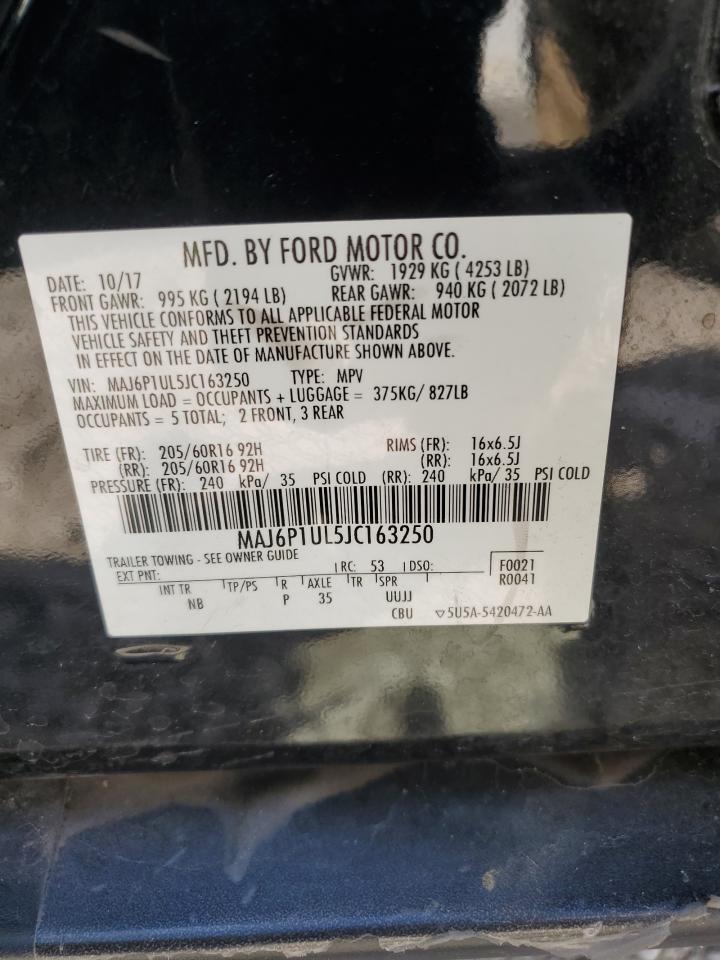 MFD. BY FORD MOTOR CO.
DATE: 10/17 GVWR: 1929 KG ( 4253 LB)
FRONT GAWR: 995 KG ( 2194 LB) REAR GAWR: 940 KG ( 2072 LB)
THIS VEHICLE CONFORMS TO ALL APPLICABLE FEDERAL MOTOR
VEHICLE SAFETY AND THEFT PREVENTION STANDARDS
IN EFFECT ON THE DATE OF MANUFACTURE SHOWN ABOVE.
VIN: MAJ6P1UL5JC163250 TYPE: MPV
MAXIMUM LOAD = OCCUPANTS + LUGGAGE = 375KG/ 827LB
OCCUPANTS = 5 TOTAL; 2 FRONT, 3 REAR
TIRE (FR): 205/60R16 92H RIMS (FR): 16x6.5J
(RR): 205/60R16 92H (RR): 16x6.5J
PRESSURE (FR): 240 kPa/ 35 PSI COLD (RR): 240 kPa/ 35 PSI COLD
MAJ6P1UL5JC163250
TRAILER TOWING - SEE OWNER GUIDE
EXT PNT: RC: 53 DSO: F0021
R0041
INT TR TP/PS R AXLE TR SPR
NB P 35 UUJJ
CBU ▽5U5A-5420472-AA